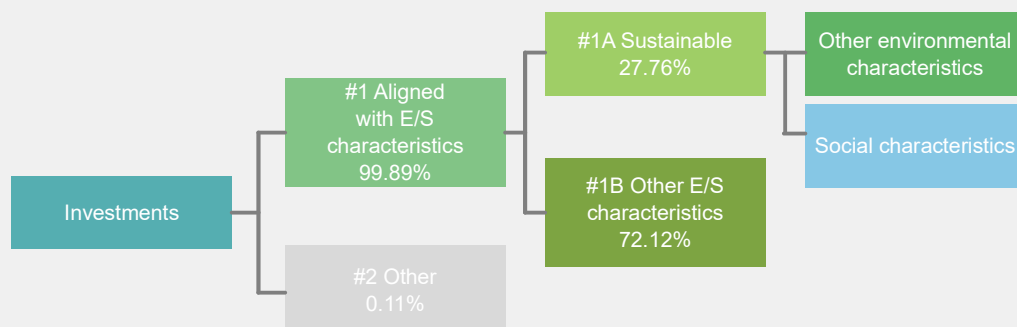 Investments
#1 Aligned
with E/S
characteristics
99.89%
#2 Other
0.11%
#1A Sustainable
27.76%
#1B Other E/S
characteristics
72.12%
Other environmental
characteristics
Social characteristics